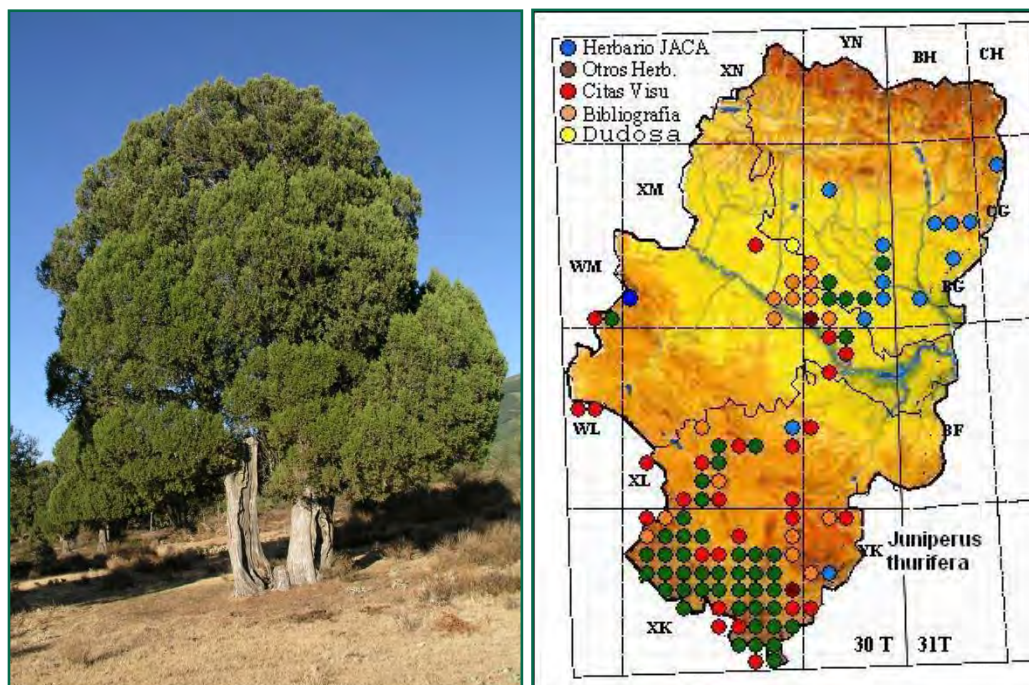 Herbario JACA
Otros Herb.
Citas Visu
Bibliografía
Dudosa
YN
BH
CH
XN
XM
CG
WM
BG
WL
BF
XL
YK
Juniperus
thurifera
XK
30 T
31T